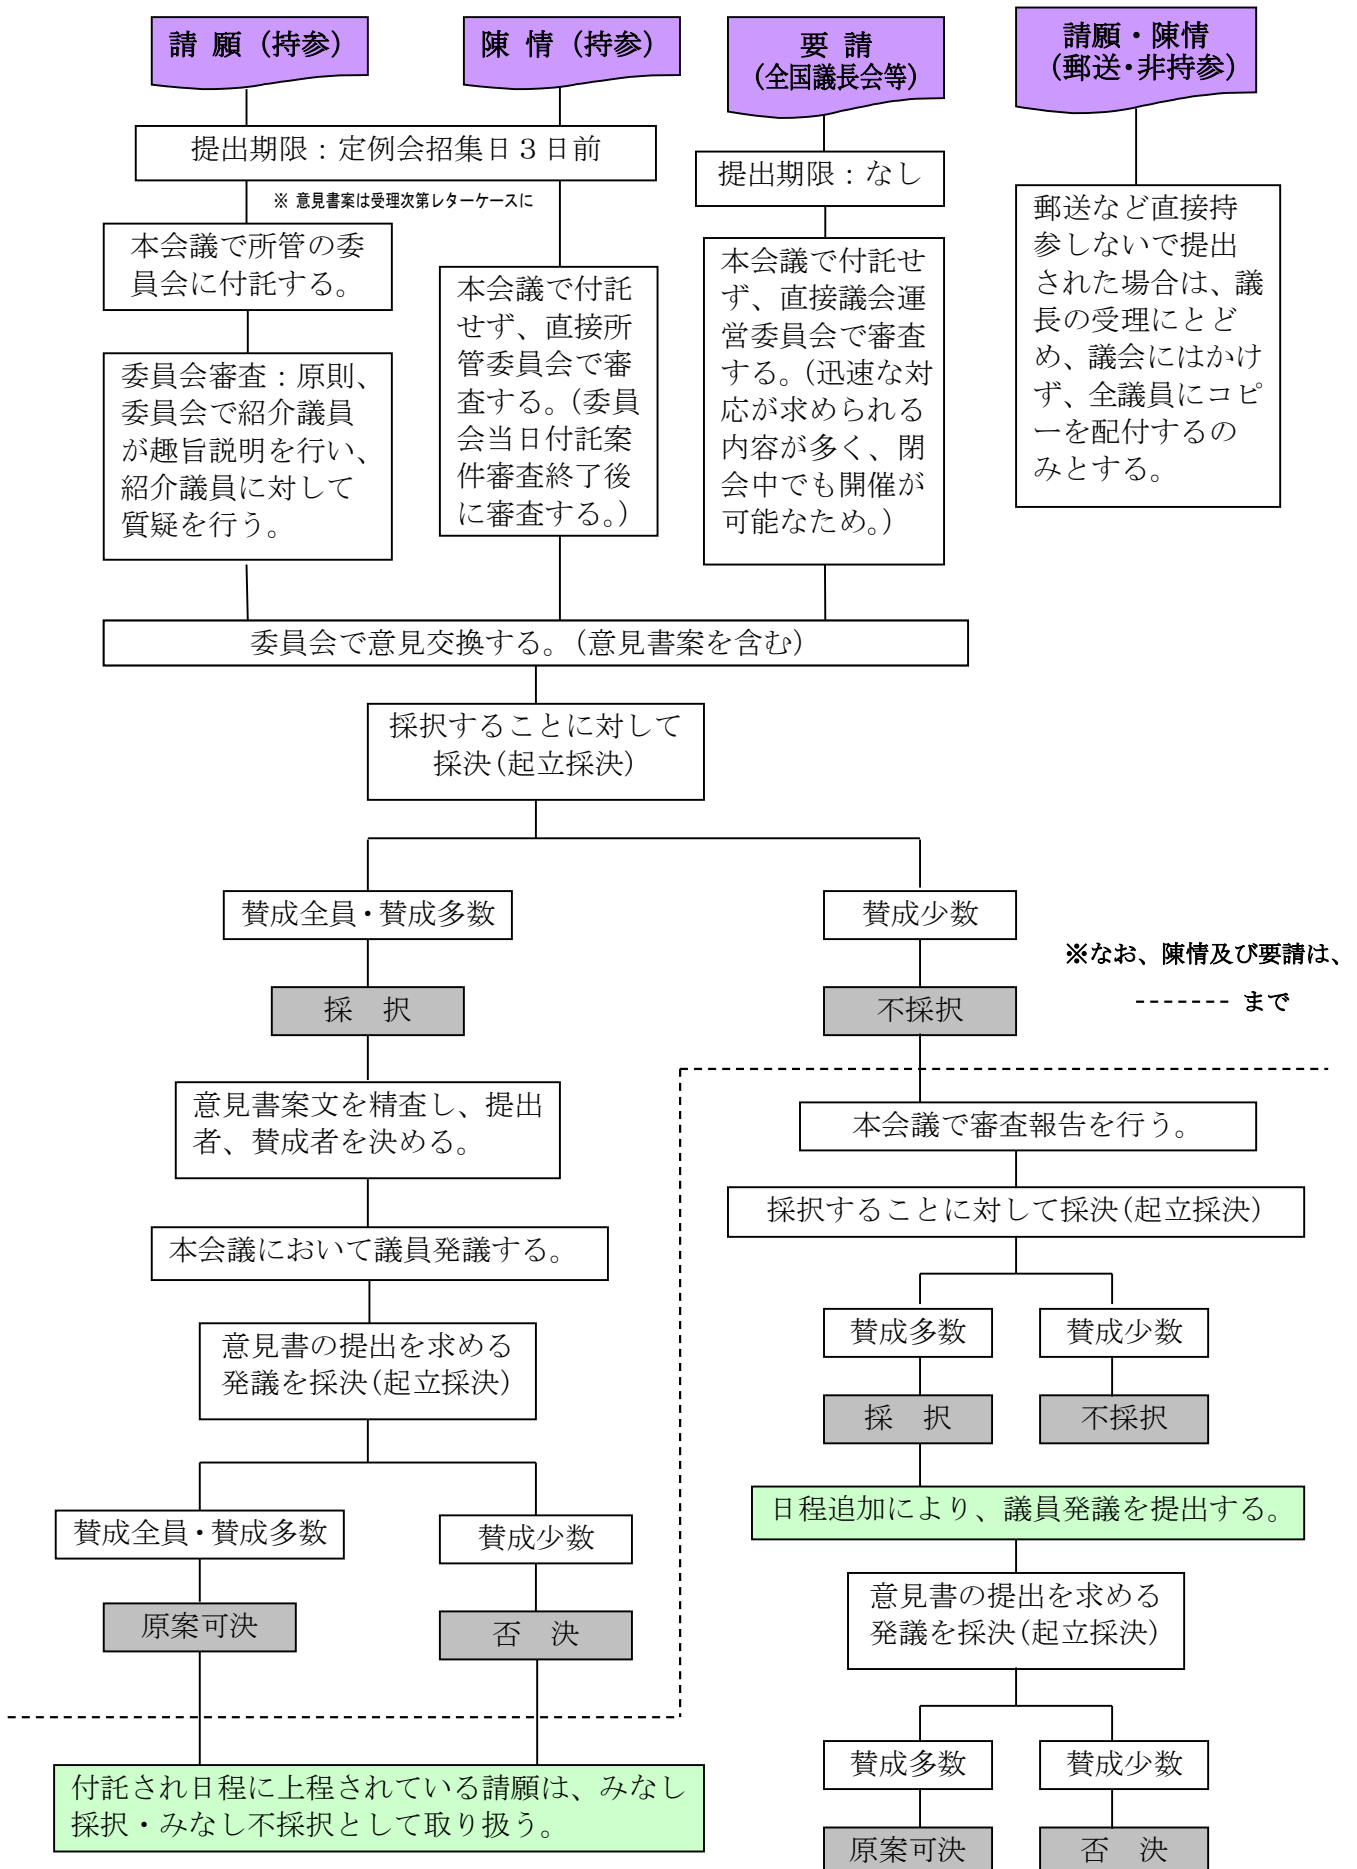 請 願（持参）
陳 情（持参）
要 請
（全国議長会等）
請願・陳情
（郵送・非持参）
提出期限：定例会招集日３日前
※ 意見書案は受理次第レターケースに
提出期限：なし
本会議で所管の委
員会に付託する。
委員会審査：原則、
委員会で紹介議員
が趣旨説明を行い、
紹介議員に対して
質疑を行う。
本会議で付託
せず、直接所
管委員会で審
査する。（委員
会当日付託案
件審査終了後
に審査する。）
本会議で付託せ
ず、直接議会運
営委員会で審査
する。（迅速な対
応が求められる
内容が多く、閉
会中でも開催が
可能なため。）
郵送など直接持
参しないで提出
された場合は、議
長の受理にとど
め、議会にはかけ
ず、全議員にコピ
ーを配付するの
みとする。
委員会で意見交換する。（意見書案を含む）
採択することに対して
採決（起立採決）
賛成全員・賛成多数
賛成少数
採　択
不採択
※なお、陳情及び要請は、
------- まで
意見書案文を精査し、提出
者、賛成者を決める。
本会議において議員発議する。
意見書の提出を求める
発議を採決（起立採決）
賛成全員・賛成多数
賛成少数
原案可決
否　決
付託され日程に上程されている請願は、みなし
採択・みなし不採択として取り扱う。
本会議で審査報告を行う。
採択することに対して採決（起立採決）
賛成多数
賛成少数
採　択
不採択
日程追加により、議員発議を提出する。
意見書の提出を求める
発議を採決（起立採決）
賛成多数
賛成少数
原案可決
否　決